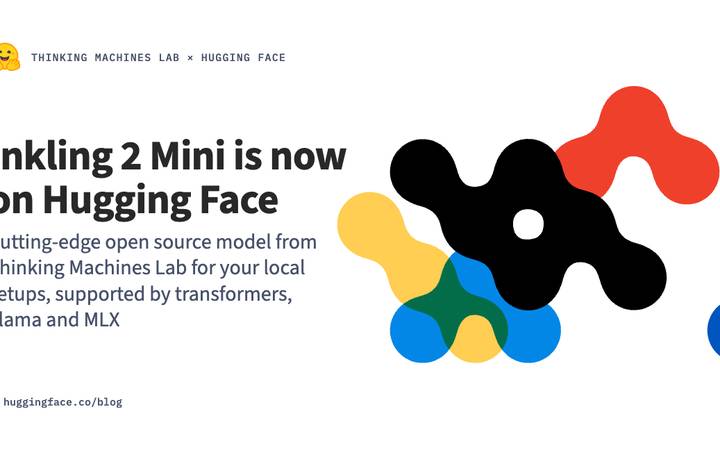 THINKING MACHINES LAB × HUGGING FACE
nkling 2 Mini is now
on Hugging Face
utting-edge open source model from
hinking Machines Lab for your local
etups, supported by transformers,
lama and MLX
huggingface.co/blog